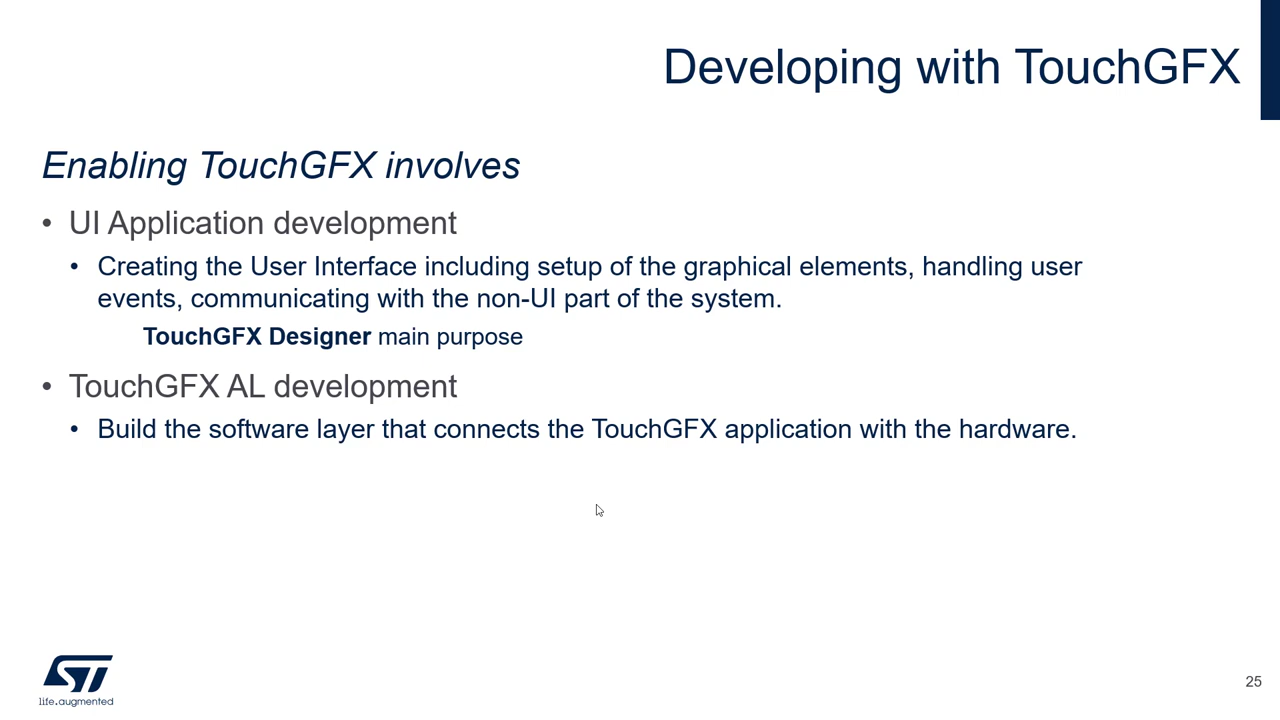 Developing with TouchGFX
Enabling TouchGFX involves
• UI Application development
• Creating the User Interface including setup of the graphical elements, handling user
events, communicating with the non-UI part of the system.
TouchGFX Designer main purpose
• TouchGFX AL development
• Build the software layer that connects the TouchGFX application with the hardware.
ST
life.augmented
25